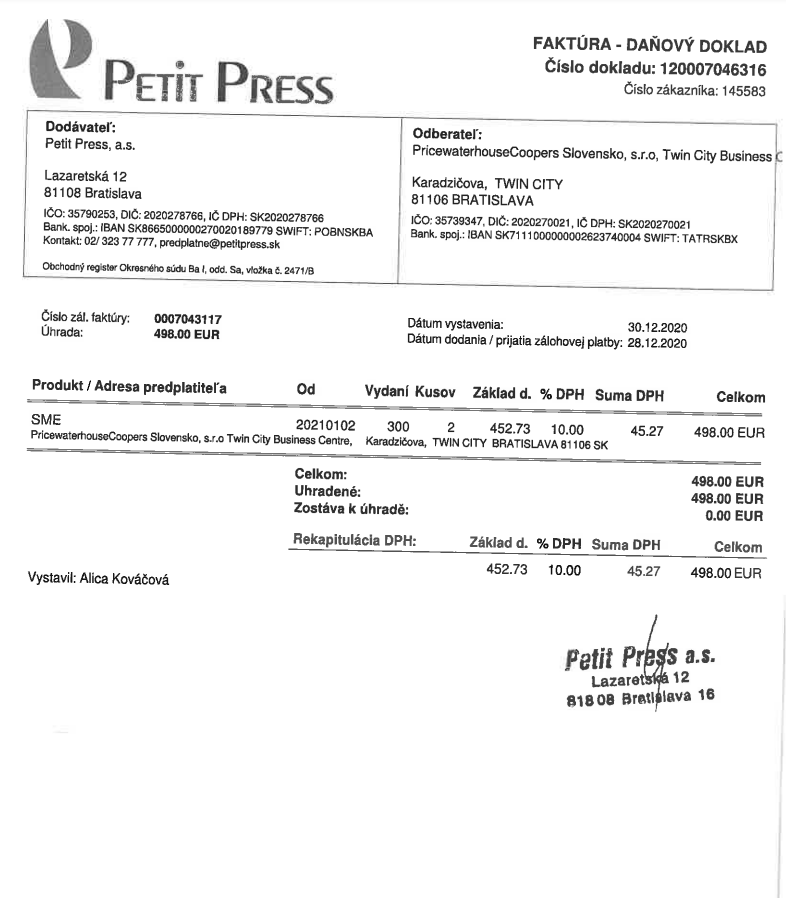 PETIT PRESS
FAKTÚRA - DAŇOVÝ DOKLAD
Číslo dokladu: 120007046316
Číslo zákazníka: 145583
Dodávateľ:
Petit Press, a.s.
Lazaretská 12
81108 Bratislava
IČO: 35790253, DIČ: 2020278766, IČ DPH: SK2020278766
Bank. spoj.: IBAN SK8665000000270020189779 SWIFT: POBNSKBA
Kontakt: 02/ 323 77 777, predplatne@petitpress.sk
Obchodný register Okresného súdu Ba I, odd. Sa, vložka č. 2471/B
Odberateľ:
PricewaterhouseCoopers Slovensko, s.r.o, Twin City Business C
Karadzičova, TWIN CITY
81106 BRATISLAVA
IČO: 35739347, DIČ: 2020270021, IČ DPH: SK2020270021
Bank. spoj.: IBAN SK7111000000002623740004 SWIFT: TATRSKBX
Číslo zál. faktúry: 0007043117
Úhrada: 498.00 EUR
Dátum vystavenia: 30.12.2020
Dátum dodania / prijatia zálohovej platby: 28.12.2020
Produkt / Adresa predplatiteľa Od Vydaní Kusov Základ d. % DPH Suma DPH Celkom
SME 20210102 300 2 452.73 10.00 45.27 498.00 EUR
PricewaterhouseCoopers Slovensko, s.r.o Twin City Business Centre, Karadzičova, TWIN CITY BRATISLAVA 81106 SK
Celkom: 498.00 EUR
Uhradené: 498.00 EUR
Zostáva k úhradě: 0.00 EUR
Rekapitulácia DPH: Základ d. % DPH Suma DPH Celkom
452.73 10.00 45.27 498.00 EUR
Vystavil: Alica Kováčová
Petit Press a.s.
Lazaretská 12
818 08 Bratislava 16